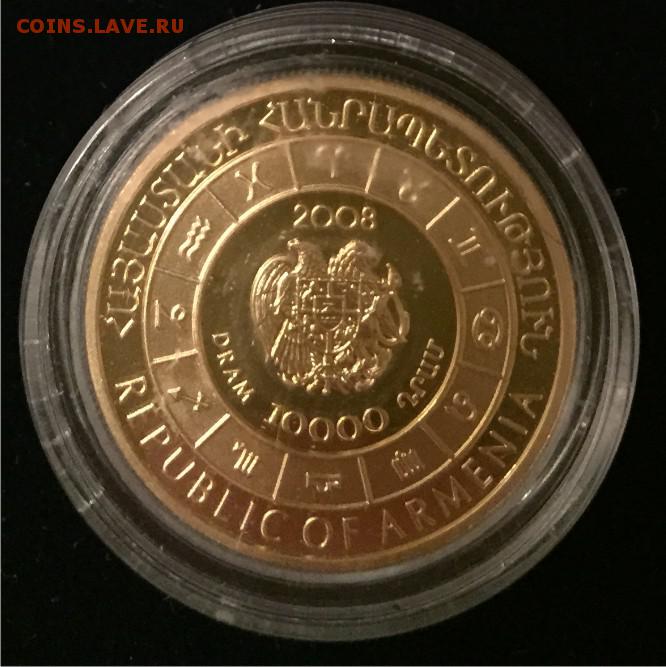 COINS.LAVE.RU
ՀԱՅԱՍՏԱՆԻ ՀԱՆՐԱՊԵՏՈՒԹՅՈՒՆ
2008
DRAM 10000 ԴՐԱՄ
REPUBLIC OF ARMENIA